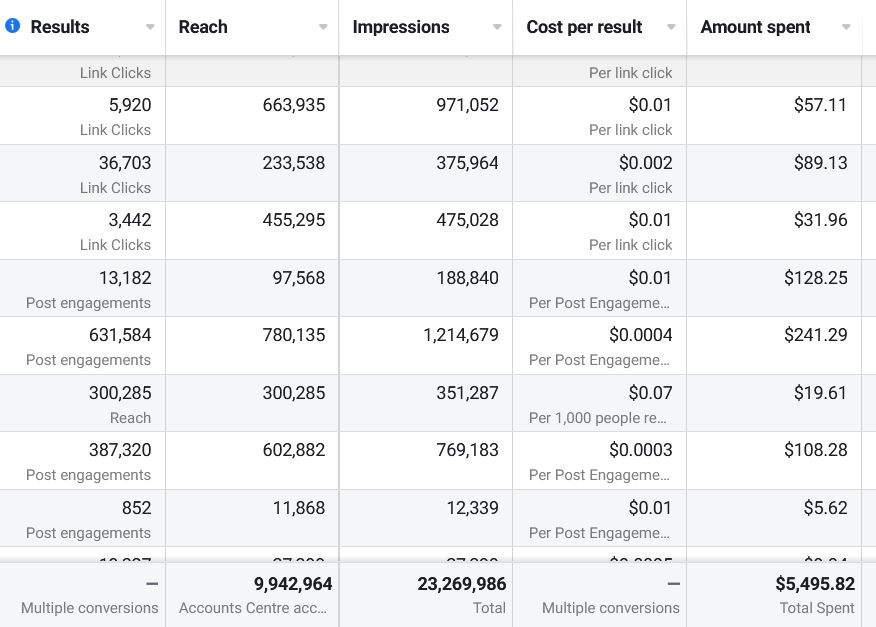 Results Reach Impressions Cost per result Amount spent
Link Clicks Per link click
5,920 663,935 971,052 $0.01 $57.11
Link Clicks Per link click
36,703 233,538 375,964 $0.002 $89.13
Link Clicks Per link click
3,442 455,295 475,028 $0.01 $31.96
Link Clicks Per link click
13,182 97,568 188,840 $0.01 $128.25
Post engagements Per Post Engageme...
631,584 780,135 1,214,679 $0.0004 $241.29
Post engagements Per Post Engageme...
300,285 300,285 351,287 $0.07 $19.61
Reach Per 1,000 people re...
387,320 602,882 769,183 $0.0003 $108.28
Post engagements Per Post Engageme...
852 11,868 12,339 $0.01 $5.62
Post engagements Per Post Engageme...
— 9,942,964 23,269,986 — $5,495.82
Multiple conversions Accounts Centre acc... Total Multiple conversions Total Spent